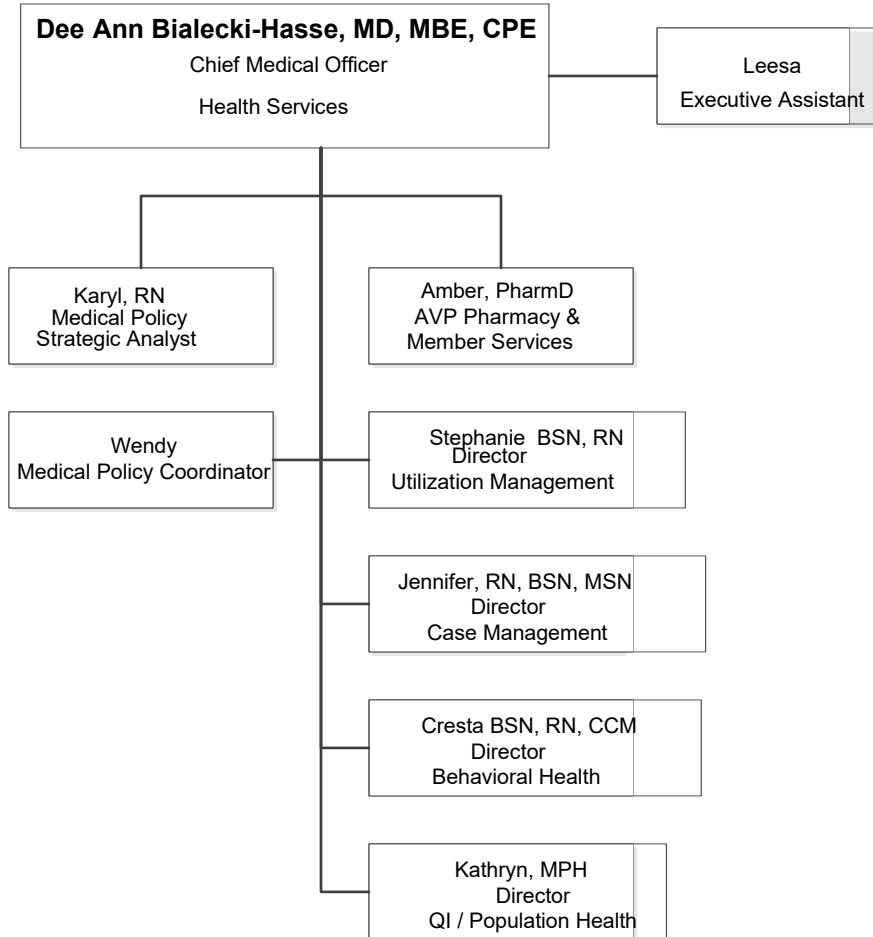 Dee Ann Bialecki-Hasse, MD, MBE, CPE
Chief Medical Officer
Health Services
Leesa
Executive Assistant
Karyl, RN
Medical Policy
Strategic Analyst
Amber, PharmD
AVP Pharmacy &
Member Services
Wendy
Medical Policy Coordinator
Stephanie BSN, RN
Director
Utilization Management
Jennifer, RN, BSN, MSN
Director
Case Management
Cresta BSN, RN, CCM
Director
Behavioral Health
Kathryn, MPH
Director
QI / Population Health